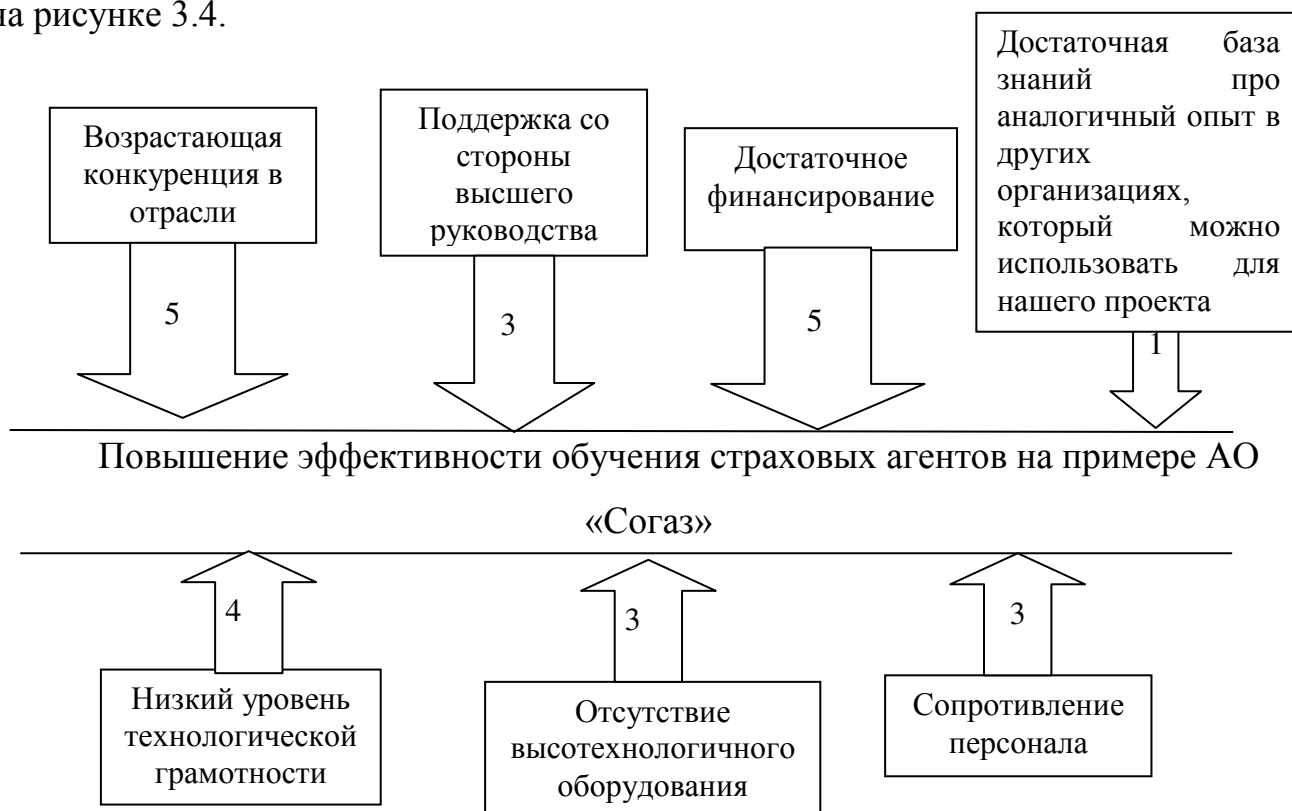 на рисунке 3.4.
Возрастающая
конкуренция в
отрасли
Поддержка со
стороны
высшего
руководства
Достаточное
финансирование
Достаточная база
знаний про
аналогичный опыт в
других
организациях,
который можно
использовать для
нашего проекта
5
3
5
1
Повышение эффективности обучения страховых агентов на примере АО
«Согаз»
4
3
3
Низкий уровень
технологической
грамотности
Отсутствие
высотехнологичного
оборудования
Сопротивление
персонала